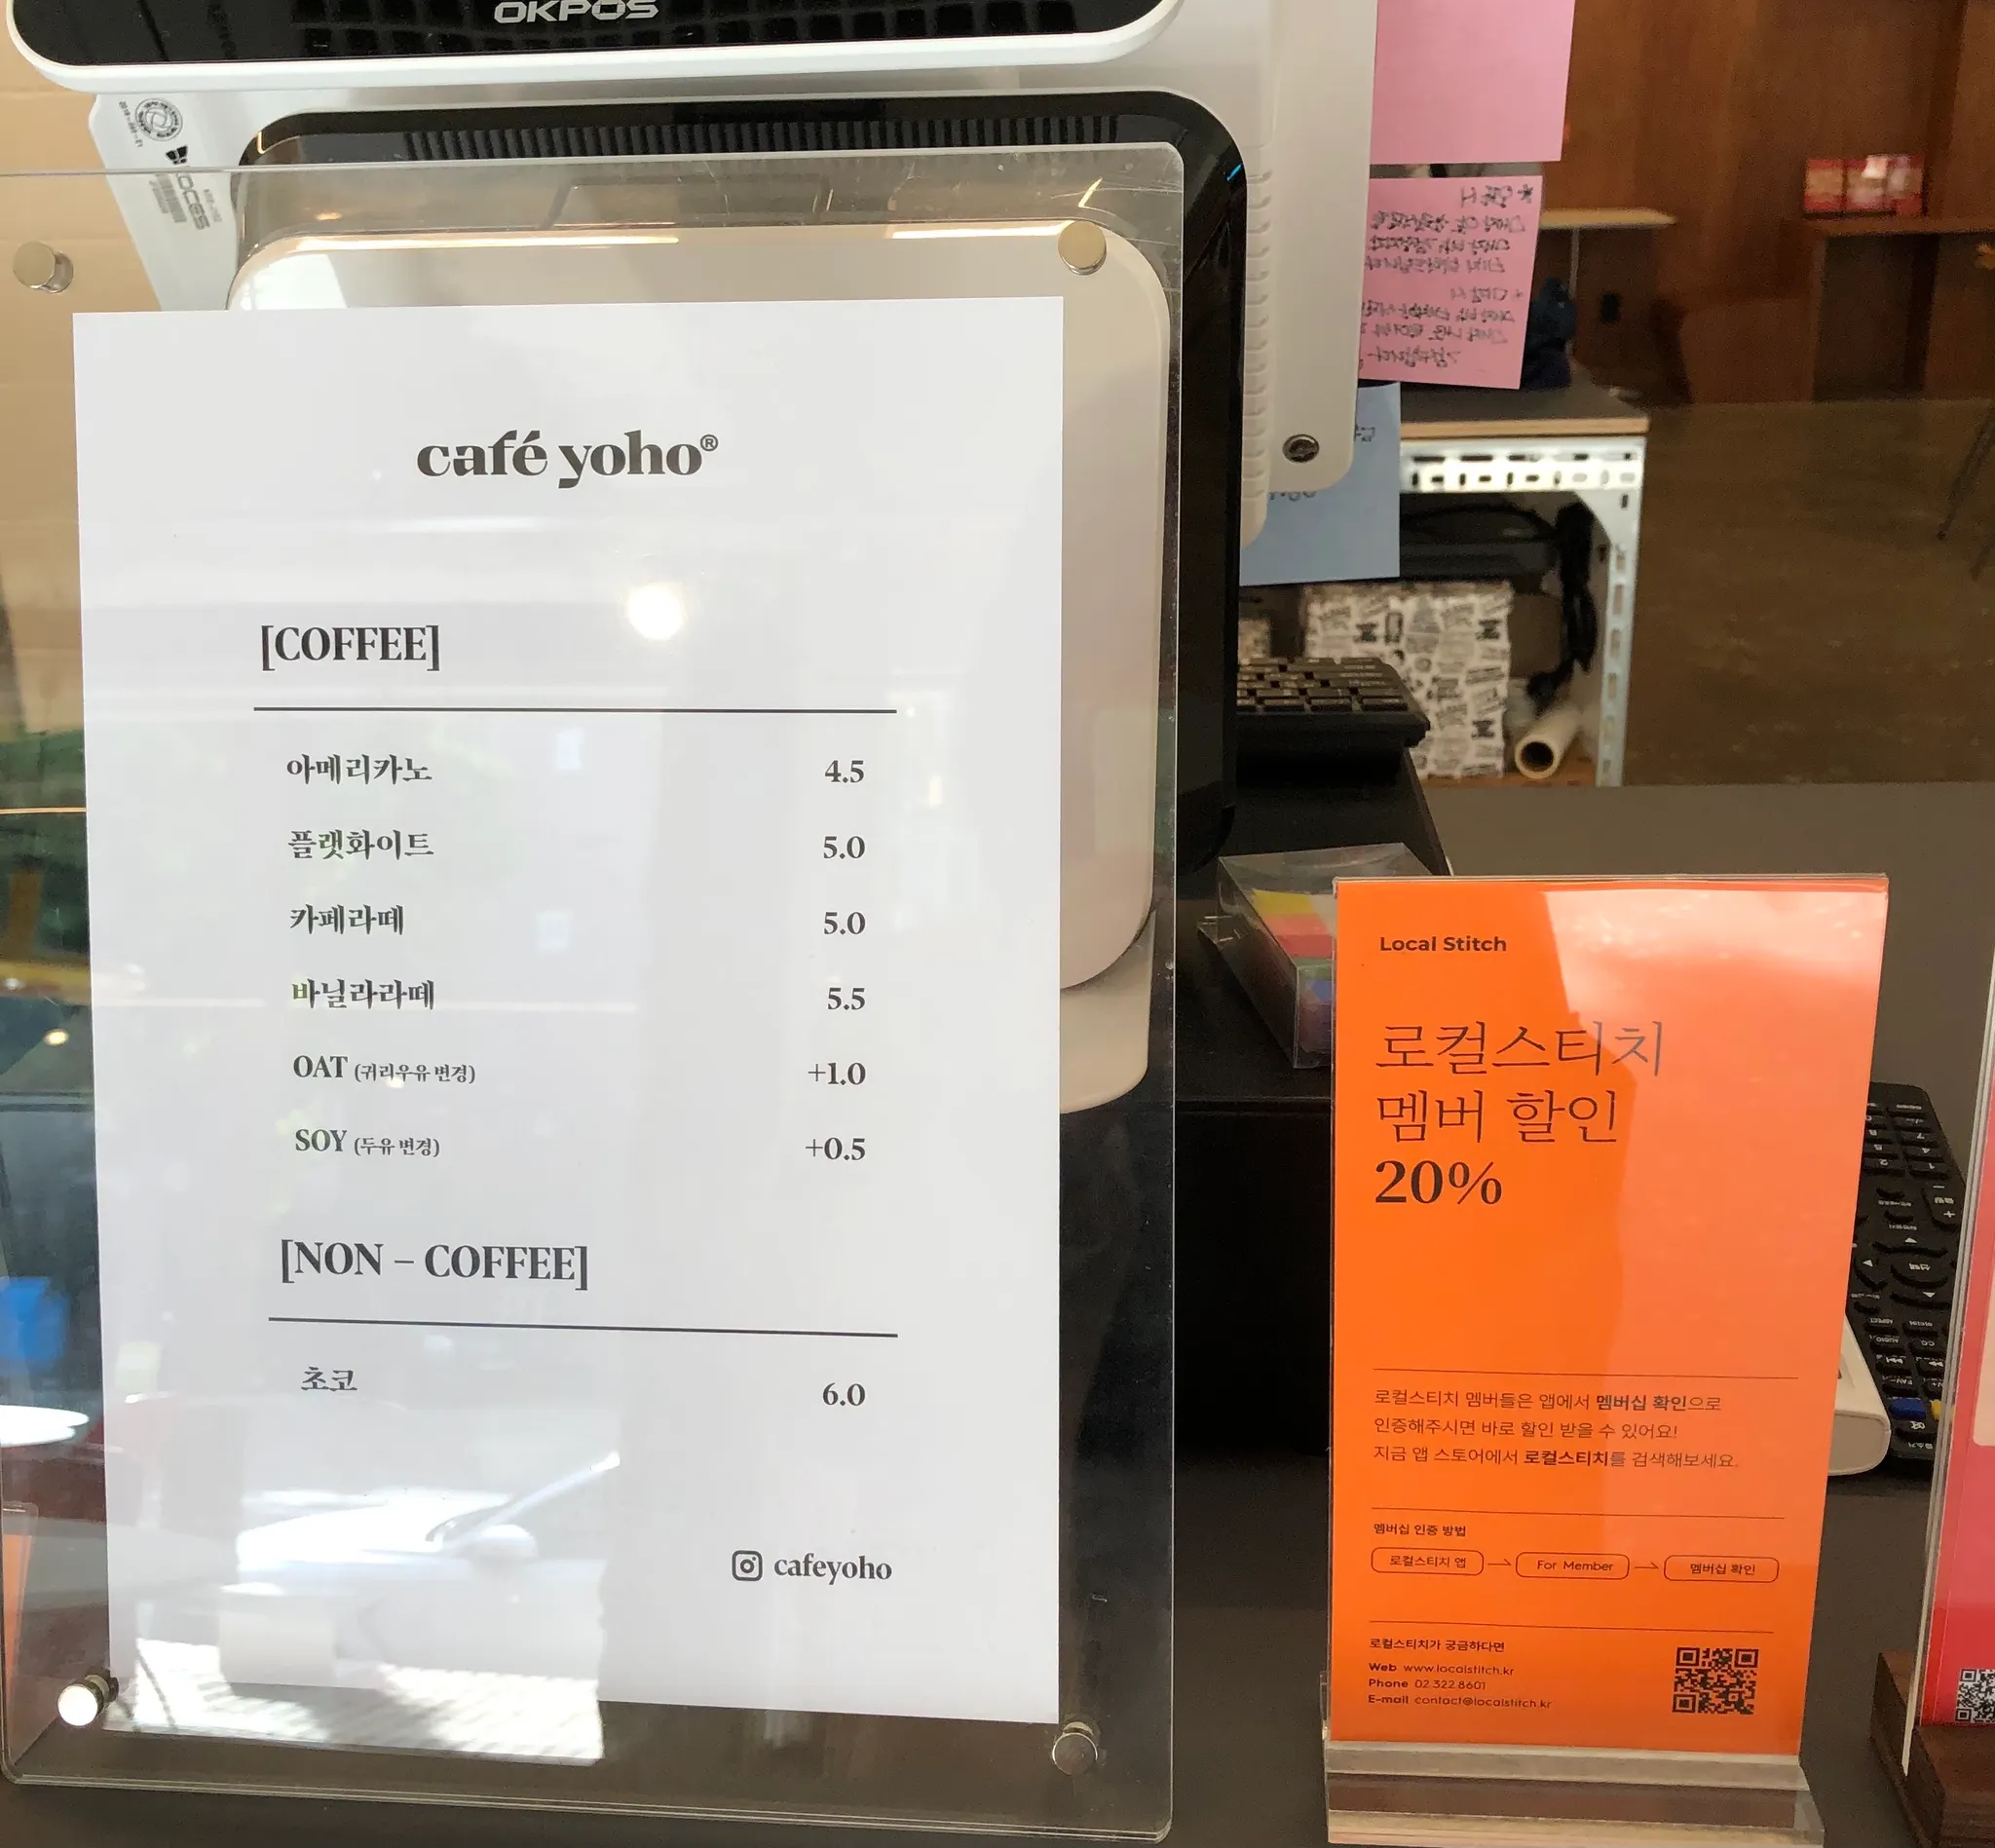 OKPOS
KOCES
café yoho®
[COFFEE]
아메리카노 4.5
플랫화이트 5.0
카페라떼 5.0
바닐라라떼 5.5
OAT (귀리우유 변경) +1.0
SOY (두유 변경) +0.5
[NON – COFFEE]
초코 6.0
cafeyoho
Local Stitch
로컬스티치
멤버 할인
20%
로컬스티치 멤버들은 앱에서 멤버십 확인으로
인증해주시면 바로 할인 받을 수 있어요!
지금 앱 스토어에서 로컬스티치를 검색해보세요.
멤버십 인증 방법
로컬스티치 앱 → For Member → 멤버십 확인
로컬스티치가 궁금하다면
Web www.localstitch.kr
Phone 02.322.8601
E-mail contact@localstitch.kr